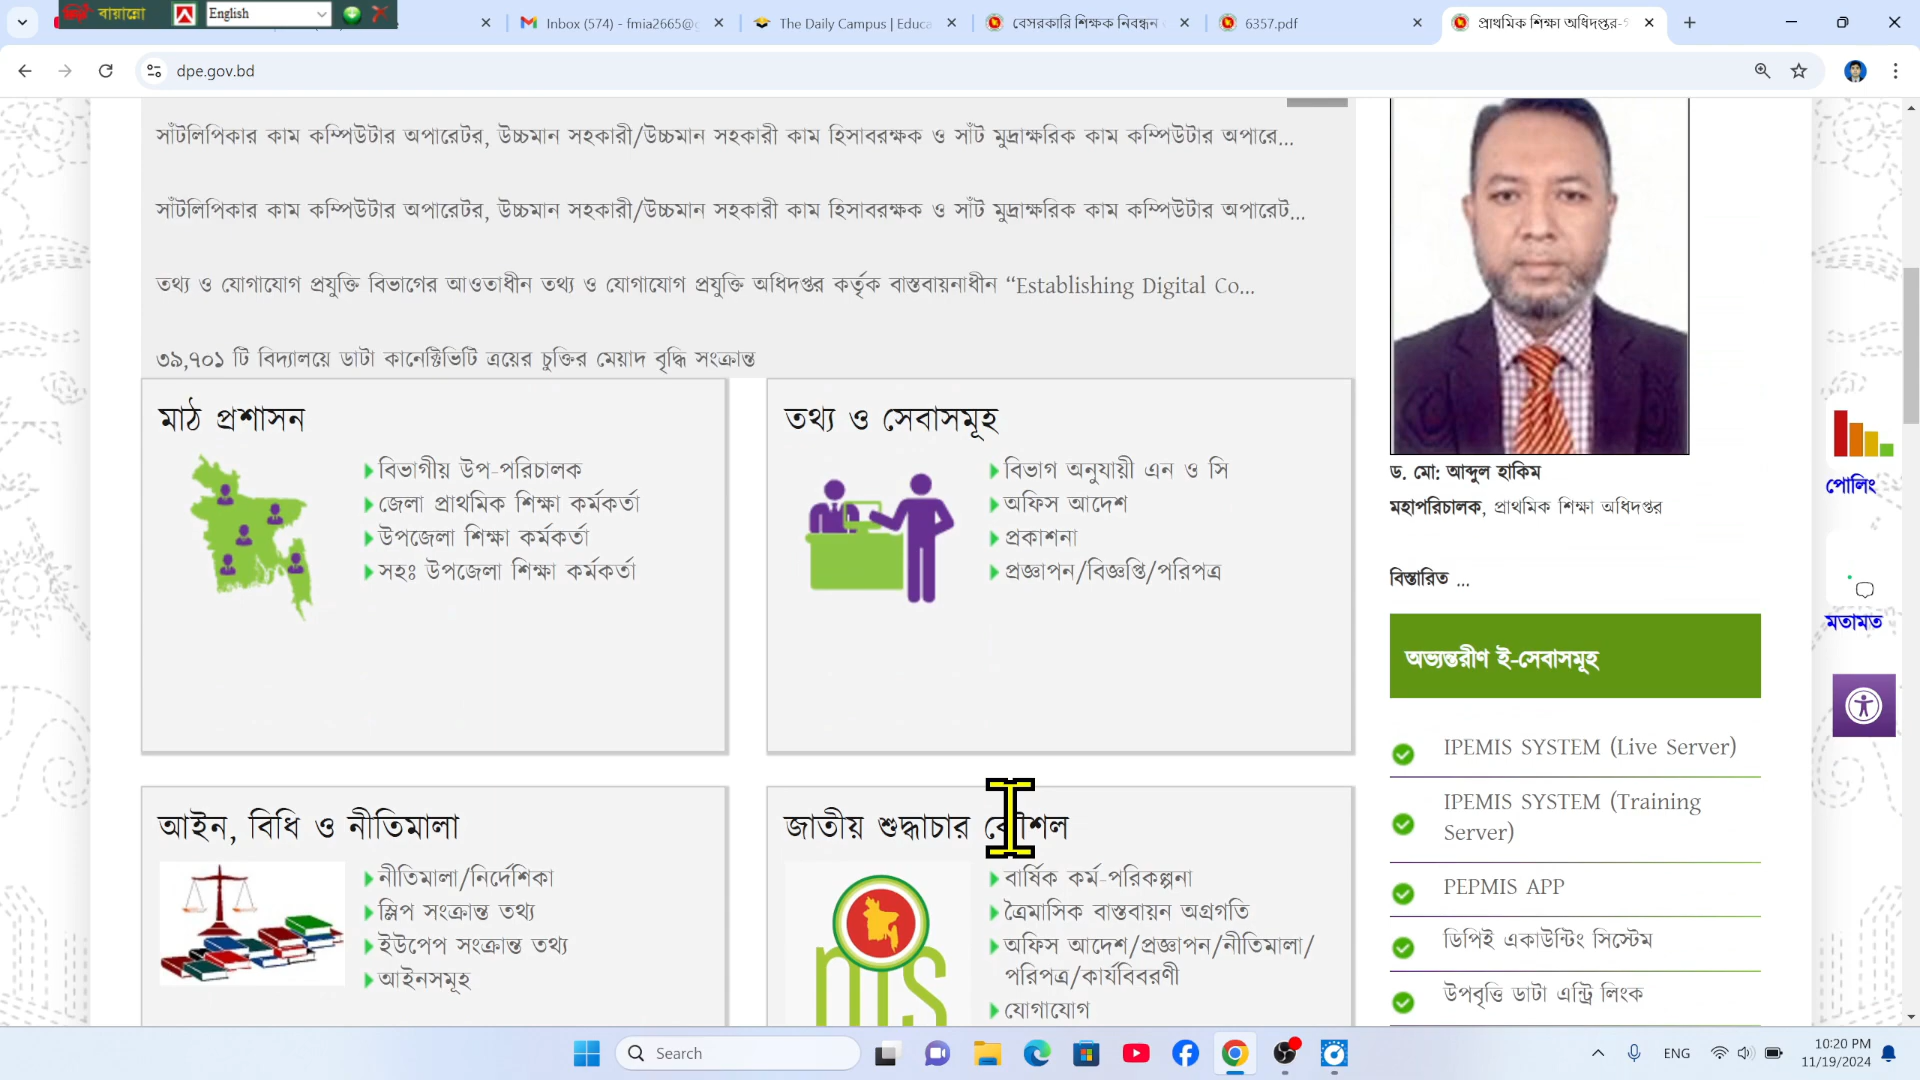 বায়ান্নো
English
Inbox (574) - fmia2665@g
The Daily Campus | Educa
বেসরকারি শিক্ষক নিবন্ধন
6357.pdf
প্রাথমিক শিক্ষা অধিদপ্তর-
dpe.gov.bd
সাঁটলিপিকার কাম কম্পিউটার অপারেটর, উচ্চমান সহকারী/উচ্চমান সহকারী কাম হিসাবরক্ষক ও সাঁট মুদ্রাক্ষরিক কাম কম্পিউটার অপারে...
সাঁটলিপিকার কাম কম্পিউটার অপারেটর, উচ্চমান সহকারী/উচ্চমান সহকারী কাম হিসাবরক্ষক ও সাঁট মুদ্রাক্ষরিক কাম কম্পিউটার অপারেট...
তথ্য ও যোগাযোগ প্রযুক্তি বিভাগের আওতাধীন তথ্য ও যোগাযোগ প্রযুক্তি অধিদপ্তর কর্তৃক বাস্তবায়নাধীন “Establishing Digital Co...
৩৯,৭০১ টি বিদ্যালয়ে ডাটা কানেক্টিভিটি ত্রয়ের চুক্তির মেয়াদ বৃদ্ধি সংক্রান্ত
মাঠ প্রশাসন
বিভাগীয় উপ-পরিচালক
জেলা প্রাথমিক শিক্ষা কর্মকর্তা
উপজেলা শিক্ষা কর্মকর্তা
সহঃ উপজেলা শিক্ষা কর্মকর্তা
তথ্য ও সেবাসমূহ
বিভাগ অনুযায়ী এন ও সি
অফিস আদেশ
প্রকাশনা
প্রজ্ঞাপন/বিজ্ঞপ্তি/পরিপত্র
আইন, বিধি ও নীতিমালা
নীতিমালা/নির্দেশিকা
স্লিপ সংক্রান্ত তথ্য
ইউপেপ সংক্রান্ত তথ্য
আইনসমূহ
জাতীয় শুদ্ধাচার কৌশল
nis
বার্ষিক কর্ম-পরিকল্পনা
ত্রৈমাসিক বাস্তবায়ন অগ্রগতি
অফিস আদেশ/প্রজ্ঞাপন/নীতিমালা/
পরিপত্র/কার্যবিবরণী
যোগাযোগ
ড. মো: আব্দুল হাকিম
মহাপরিচালক, প্রাথমিক শিক্ষা অধিদপ্তর
বিস্তারিত ...
অভ্যন্তরীণ ই-সেবাসমূহ
IPEMIS SYSTEM (Live Server)
IPEMIS SYSTEM (Training
Server)
PEPMIS APP
ডিপিই একাউন্টিং সিস্টেম
উপবৃত্তি ডাটা এন্ট্রি লিংক
পোলিং
মতামত
Search
ENG
10:20 PM
11/19/2024